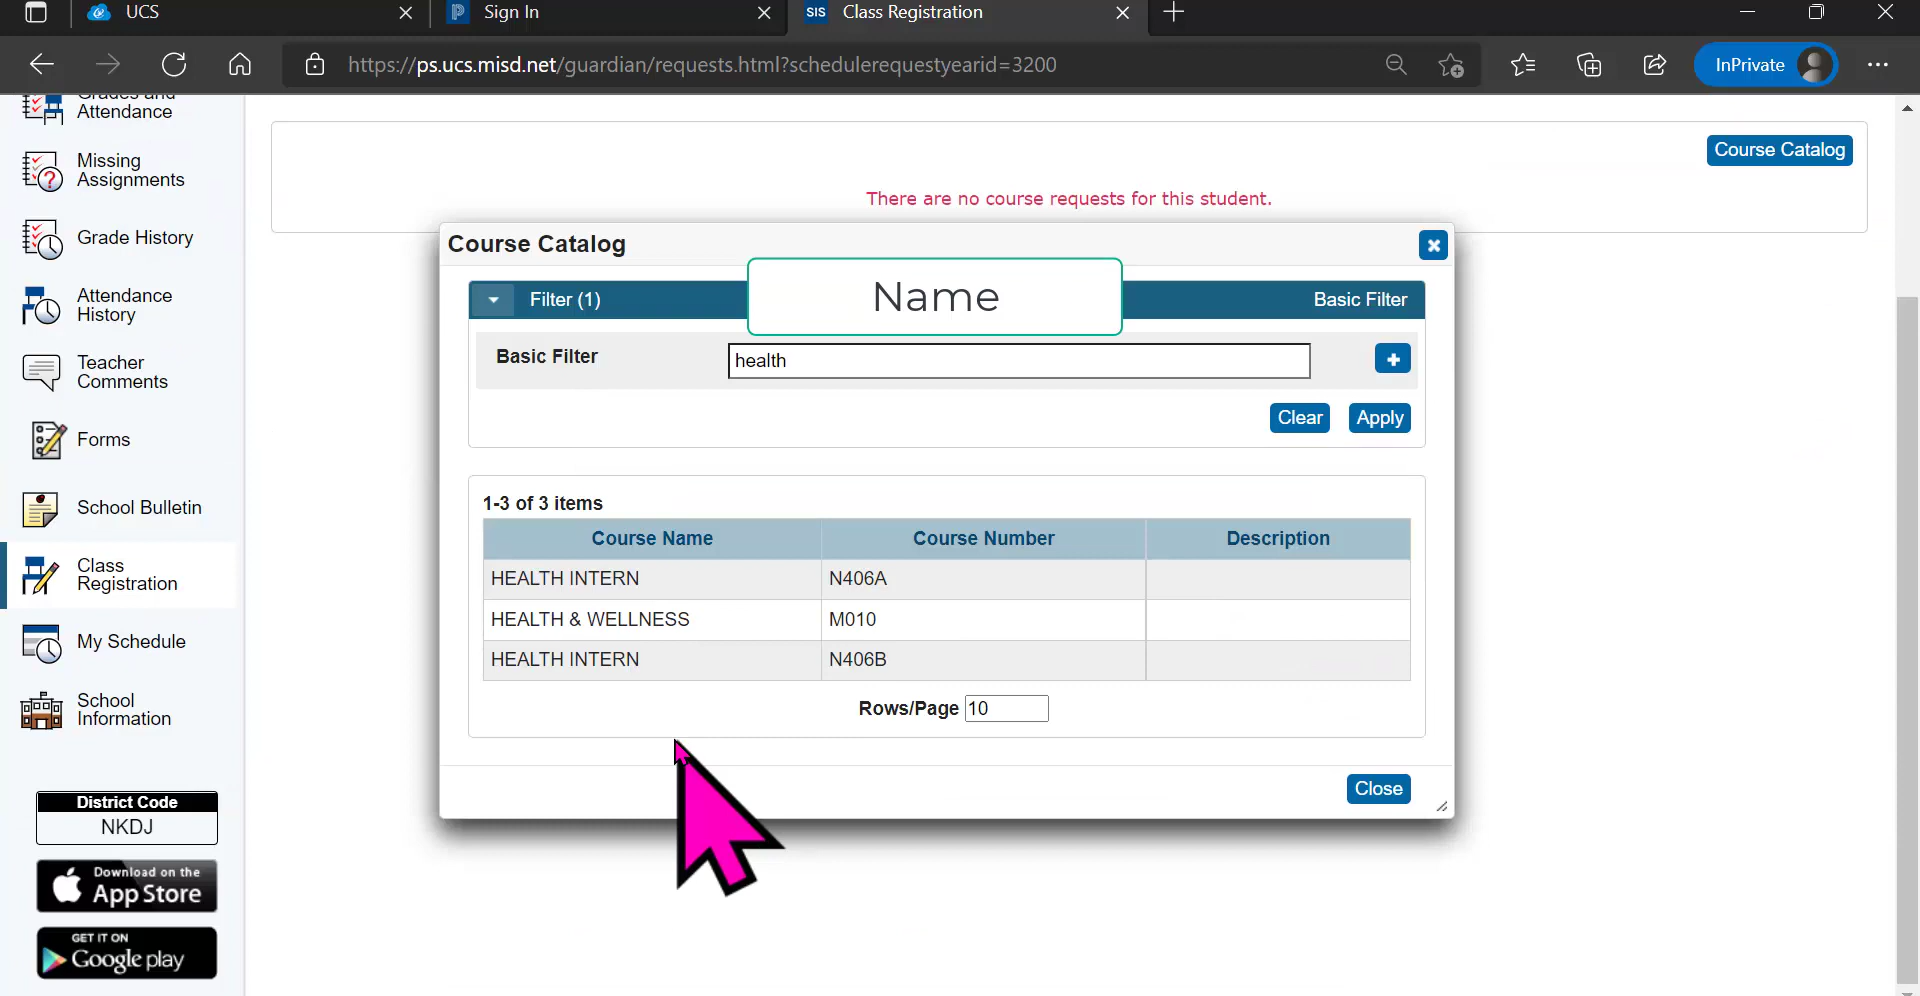 UCS
Sign In
SIS
Class Registration
https://ps.ucs.misd.net/guardian/requests.html?schedulerequestyearid=3200
InPrivate
Grades and
Attendance
Missing
Assignments
Grade History
Attendance
History
Teacher
Comments
Forms
School Bulletin
Class
Registration
My Schedule
School
Information
District Code
NKDJ
Download on the
App Store
GET IT ON
Google play
Course Catalog
There are no course requests for this student.
Course Catalog
Name
Filter (1)
Basic Filter
Basic Filter
health
Clear
Apply
1-3 of 3 items
Course Name
Course Number
Description
HEALTH INTERN
N406A
HEALTH & WELLNESS
M010
HEALTH INTERN
N406B
Rows/Page
10
Close